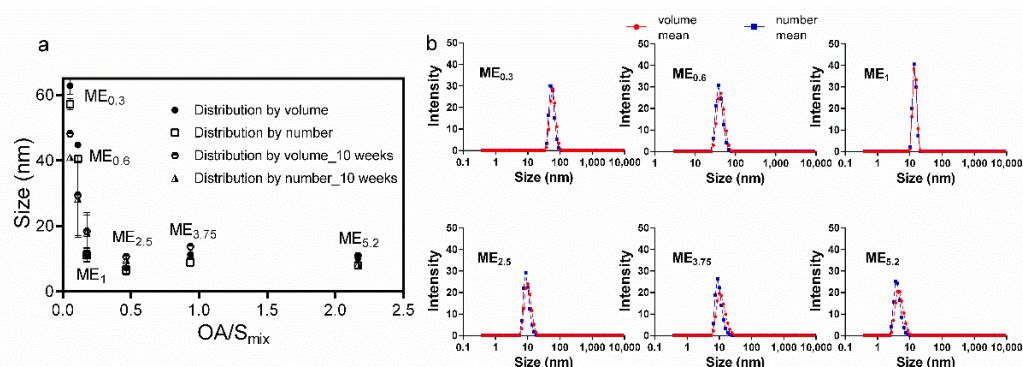 a
Size (nm)
60
40
20
0
0.0 0.5 1.0 1.5 2.0 2.5
OA/Smix
ME0.3
ME0.6
ME1
ME2.5
ME3.75
ME5.2
Distribution by volume
Distribution by number
Distribution by volume_10 weeks
Distribution by number_10 weeks
b
volume
mean
number
mean
ME0.3
Intensity
50
40
30
20
10
0
0.1 1 10 100 1,000 10,000
Size (nm)
ME0.6
Intensity
50
40
30
20
10
0
0.1 1 10 100 1,000 10,000
Size (nm)
ME1
Intensity
50
40
30
20
10
0
0.1 1 10 100 1,000 10,000
Size (nm)
ME2.5
Intensity
50
40
30
20
10
0
0.1 1 10 100 1,000 10,000
Size (nm)
ME3.75
Intensity
50
40
30
20
10
0
0.1 1 10 100 1,000 10,000
Size (nm)
ME5.2
Intensity
50
40
30
20
10
0
0.1 1 10 100 1,000 10,000
Size (nm)